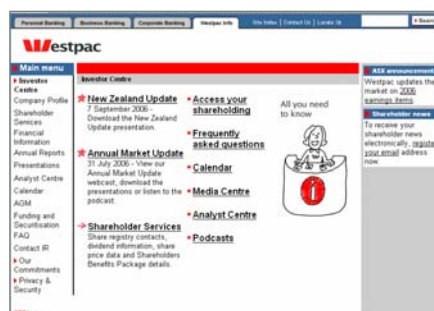 Personal Banking Business Banking Corporate Banking Westpac Info Site Index | Contact Us | Search
Westpac
Main menu
Investor
Centre
Company Profile
Shareholder
Services
Financial
Information
Annual Reports
Presentations
Analyst Centre
Calendar
AGM
Funding and
Securitisation
FAQ
Contact IR
Our
Commitments
Privacy &
Security
Investor Centre
New Zealand Update
7 September 2006 -
Download the New Zealand
Update presentation.
Annual Market Update
31 July 2006 - View our
Annual Market Update
webcast, download the
presentations or listen to the
podcast.
Shareholder Services
Share registry contacts,
dividend information, share
price data and Shareholders
Benefits Package details.
Access your
shareholding
Frequently
asked questions
Calendar
Media Centre
Analyst Centre
Podcasts
All you need
to know
i
ASX announcement
Westpac updates the
market on 2006
earnings items.
Shareholder news
To receive your
shareholder news
electronically, registe
your email address
now.